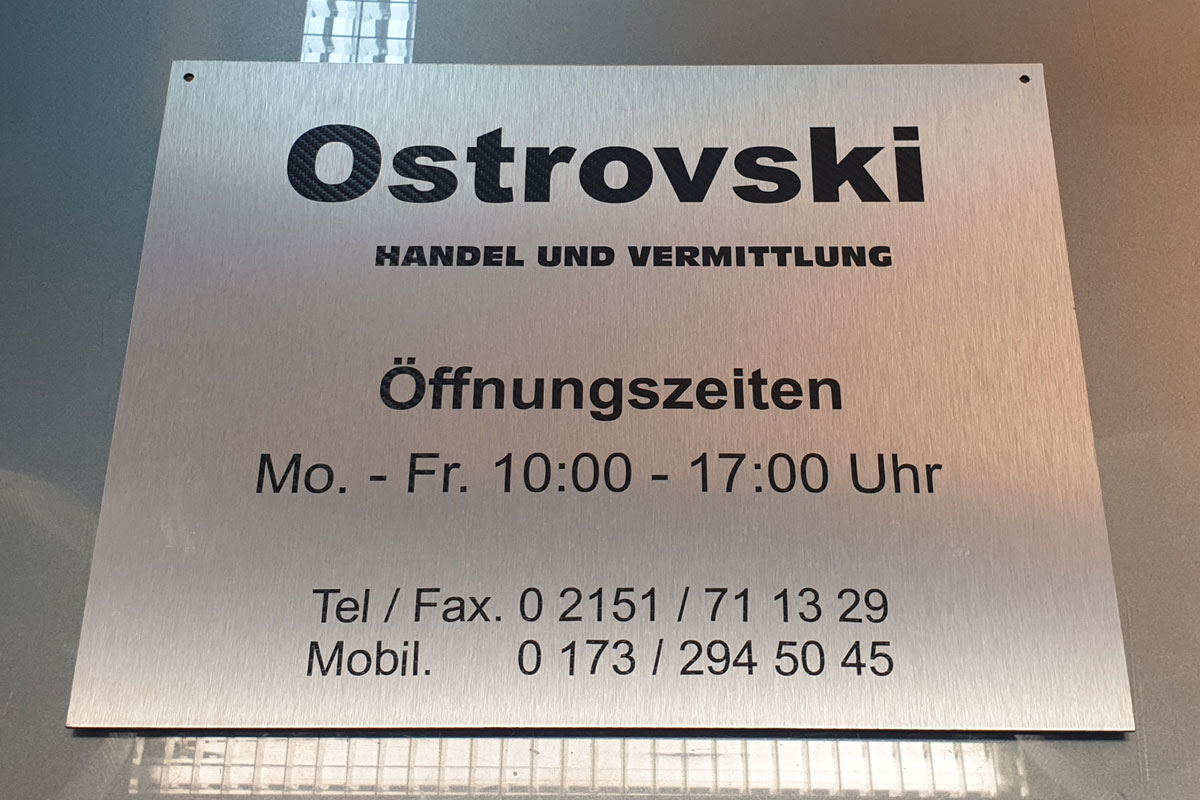 Ostrovski
HANDEL UND VERMITTLUNG
Öffnungszeiten
Mo. - Fr. 10:00 - 17:00 Uhr
Tel / Fax. 0 2151 / 71 13 29
Mobil. 0 173 / 294 50 45